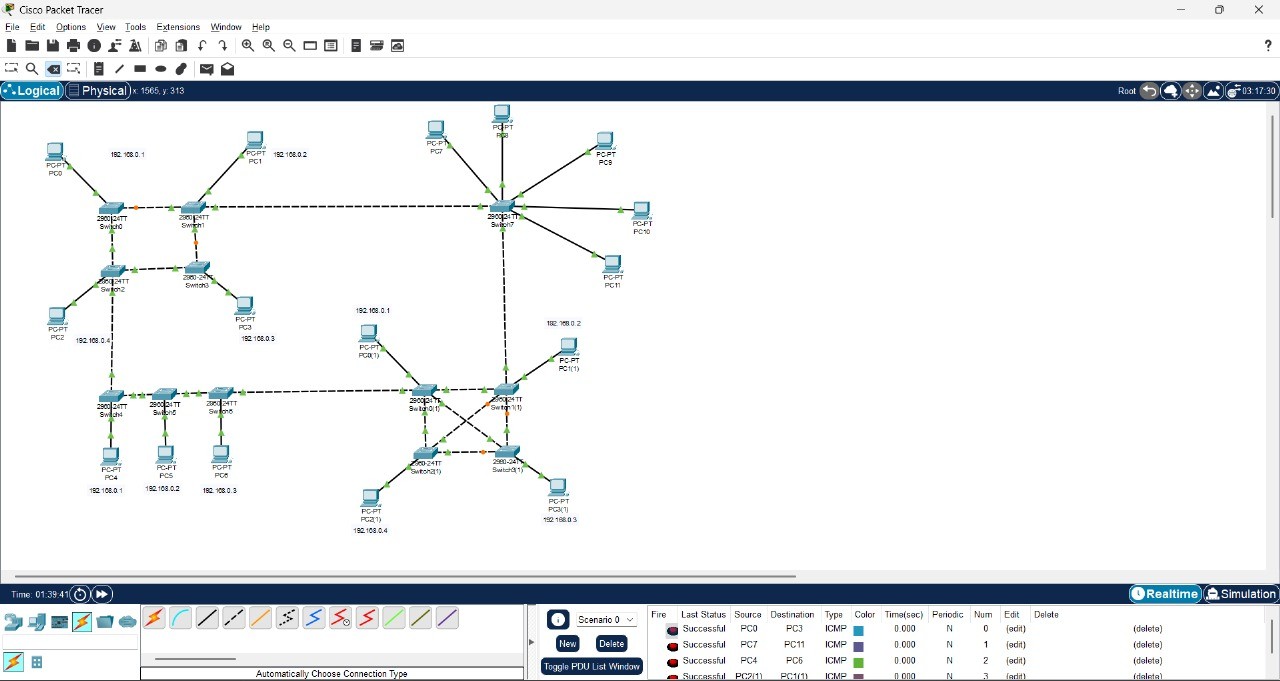 Cisco Packet Tracer
File Edit Options View Tools Extensions Window Help
?
Logical Physical x: 1565, y: 313 Root 03:17:30
PC-PT
PC0
192.168.0.1
PC-PT
PC1
192.168.0.2
PC-PT
PC7
PC-PT
PC-PT
PC9
PC-PT
PC10
PC-PT
PC11
2960-24TT
Switch0
2960-24TT
Switch1
2960-24TT
Switch7
2960-24TT
Switch2
2960-24TT
Switch3
PC-PT
PC2
192.168.0.4
PC-PT
PC3
192.168.0.3
192.168.0.1
PC-PT
PC0(1)
192.168.0.2
PC-PT
PC1(1)
2960-24TT
Switch4
2960-24TT
2960-24TT
2960-24TT
Switch0(1)
2960-24TT
Switch1(1)
PC-PT
PC4
192.168.0.1
PC-PT
PC5
192.168.0.2
PC-PT
PC6
192.168.0.3
2960-24TT
Switch2(1)
2960-24TT
Switch3(1)
PC-PT
PC2(1)
192.168.0.4
PC-PT
PC3(1)
192.168.0.3
Time: 01:39:41 Realtime Simulation
Automatically Choose Connection Type
Scenario 0
New Delete
Toggle PDU List Window
Fire Last Status Source Destination Type Color Time(sec) Periodic Num Edit Delete
Successful PC0 PC3 ICMP 0.000 N 0 (edit) (delete)
Successful PC7 PC11 ICMP 0.000 N 1 (edit) (delete)
Successful PC4 PC6 ICMP 0.000 N 2 (edit) (delete)
Successful PC2(1) PC1(1) ICMP 0.000 N 3 (edit) (delete)